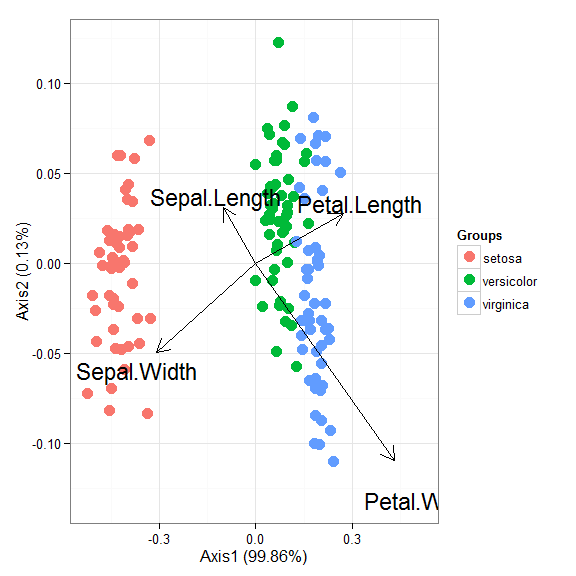 0.10
0.05
0.00
-0.05
-0.10
Axis2 (0.13%)
Sepal.Length
Petal.Length
Sepal.Width
Petal.W
-0.3
0.0
0.3
Axis1 (99.86%)
Groups
setosa
versicolor
virginica